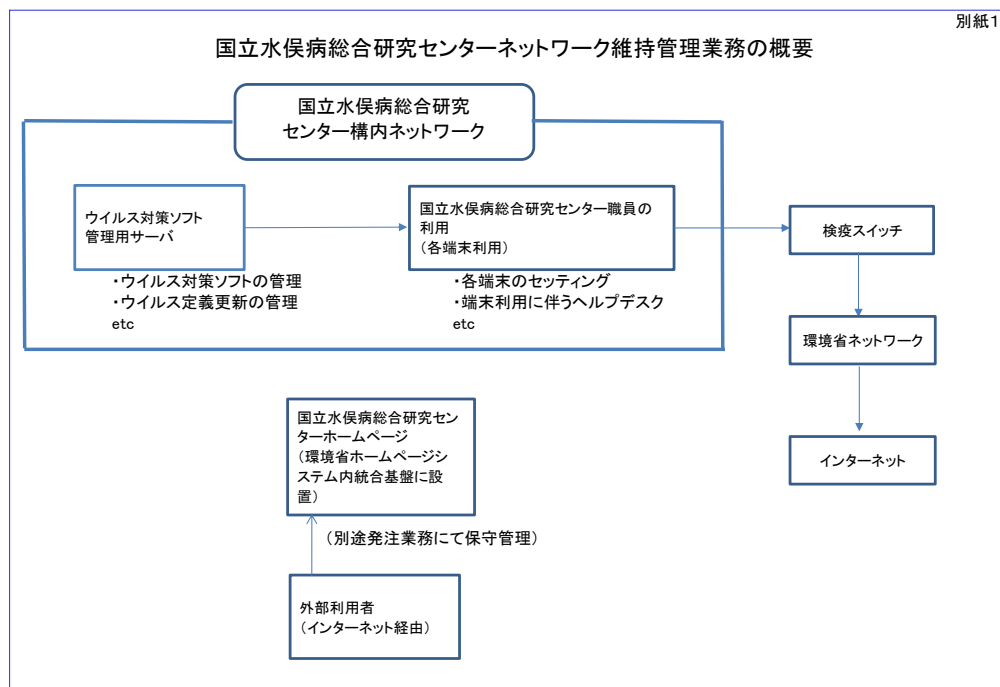 別紙1
国立水俣病総合研究センターネットワーク維持管理業務の概要
国立水俣病総合研究
センター構内ネットワーク
ウイルス対策ソフト
管理用サーバ
・ウイルス対策ソフトの管理
・ウイルス定義更新の管理
etc
国立水俣病総合研究センター職員の
利用
（各端末利用）
・各端末のセッティング
・端末利用に伴うヘルプデスク
etc
検疫スイッチ
環境省ネットワーク
インターネット
国立水俣病総合研究セン
ターホームページ
（環境省ホームページシ
ステム内統合基盤に設
置）
（別途発注業務にて保守管理）
外部利用者
（インターネット経由）